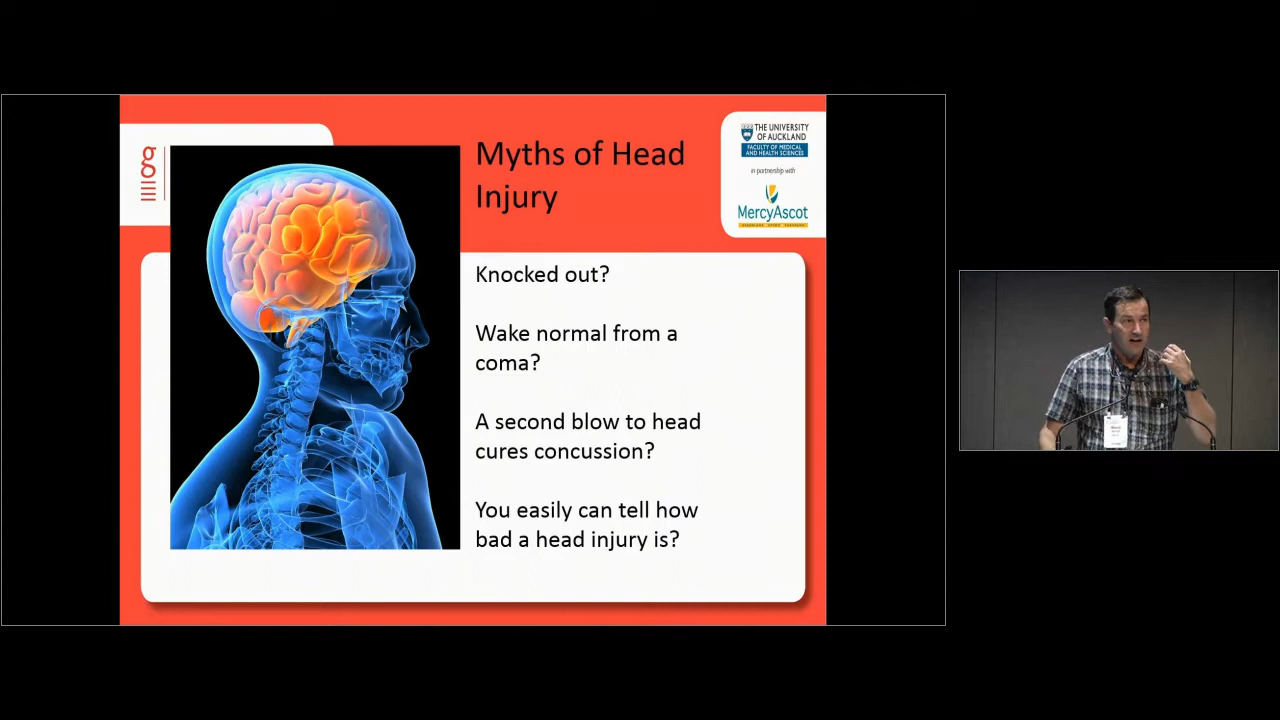 Myths of Head
Injury
THE UNIVERSITY
OF AUCKLAND
FACULTY OF MEDICAL
AND HEALTH SCIENCES
in partnership with
MercyAscot
Knocked out?
Wake normal from a
coma?
A second blow to head
cures concussion?
You easily can tell how
bad a head injury is?